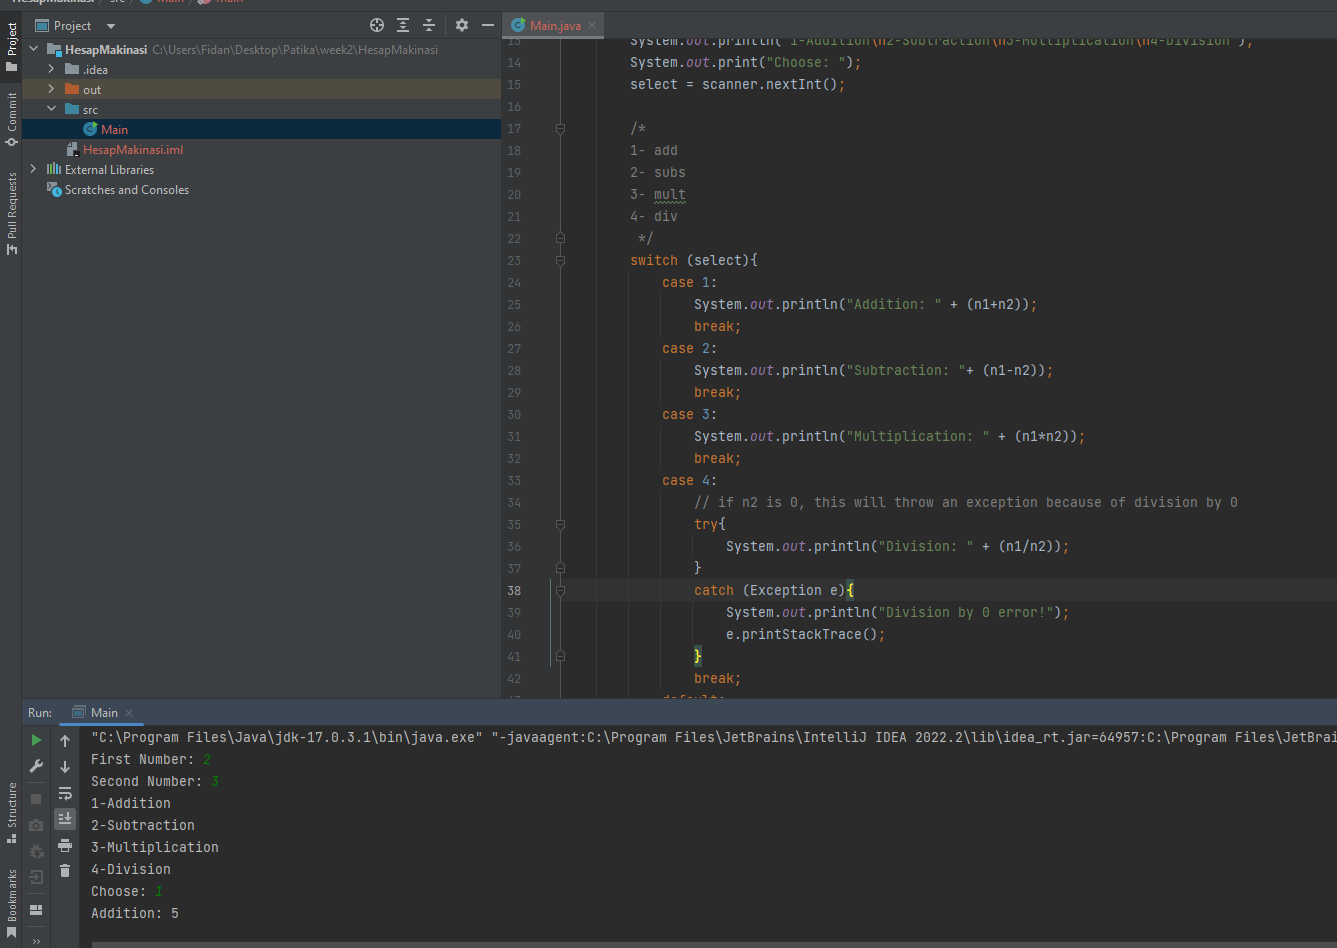 HesapMakinasi src Main main
Project
Main.java
HesapMakinasi C:\Users\Fidan\Desktop\Patika\week2\HesapMakinasi
.idea
out
src
Main
HesapMakinasi.iml
External Libraries
Scratches and Consoles
Project
Commit
Pull Requests
Structure
Bookmarks
13 System.out.println("1-Addition\n2-Subtraction\n3-Multiplication\n4-Division");
14 System.out.print("Choose: ");
15 select = scanner.nextInt();
16
17 /*
18 1- add
19 2- subs
20 3- mult
21 4- div
22 */
23 switch (select){
24 case 1:
25 System.out.println("Addition: " + (n1+n2));
26 break;
27 case 2:
28 System.out.println("Subtraction: "+ (n1-n2));
29 break;
30 case 3:
31 System.out.println("Multiplication: " + (n1*n2));
32 break;
33 case 4:
34 // if n2 is 0, this will throw an exception because of division by 0
35 try{
36 System.out.println("Division: " + (n1/n2));
37 }
38 catch (Exception e){
39 System.out.println("Division by 0 error!");
40 e.printStackTrace();
41 }
42 break;
default:
Run: Main
"C:\Program Files\Java\jdk-17.0.3.1\bin\java.exe" "-javaagent:C:\Program Files\JetBrains\IntelliJ IDEA 2022.2\lib\idea_rt.jar=64957:C:\Program Files\JetBrai
First Number: 2
Second Number: 3
1-Addition
2-Subtraction
3-Multiplication
4-Division
Choose: 1
Addition: 5